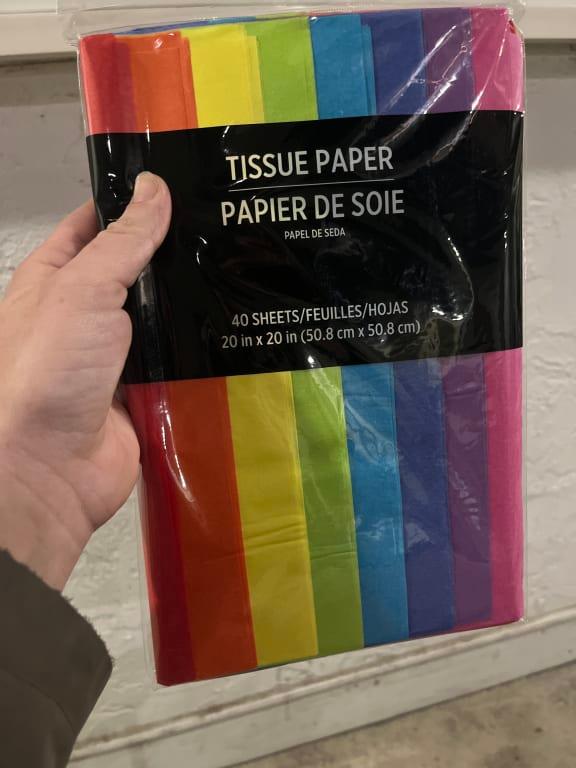 TISSUE PAPER
PAPIER DE SOIE
PAPEL DE SEDA
40 SHEETS/FEUILLES/HOJAS
20 in x 20 in (50.8 cm x 50.8 cm)